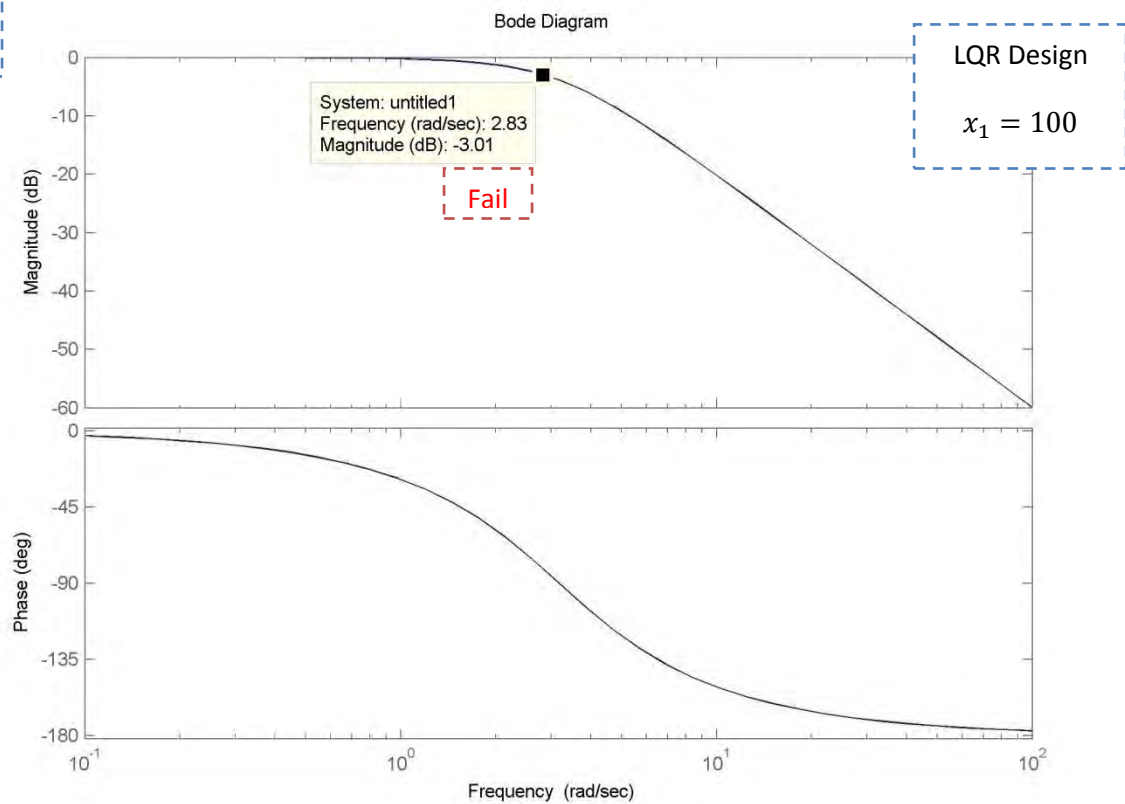 Bode Diagram
LQR Design
x₁ = 100
System: untitled1
Frequency (rad/sec): 2.83
Magnitude (dB): -3.01
Fail
Magnitude (dB)
0
-10
-20
-30
-40
-50
-60
Phase (deg)
0
-45
-90
-135
-180
10⁻¹
10⁰
10¹
10²
Frequency (rad/sec)